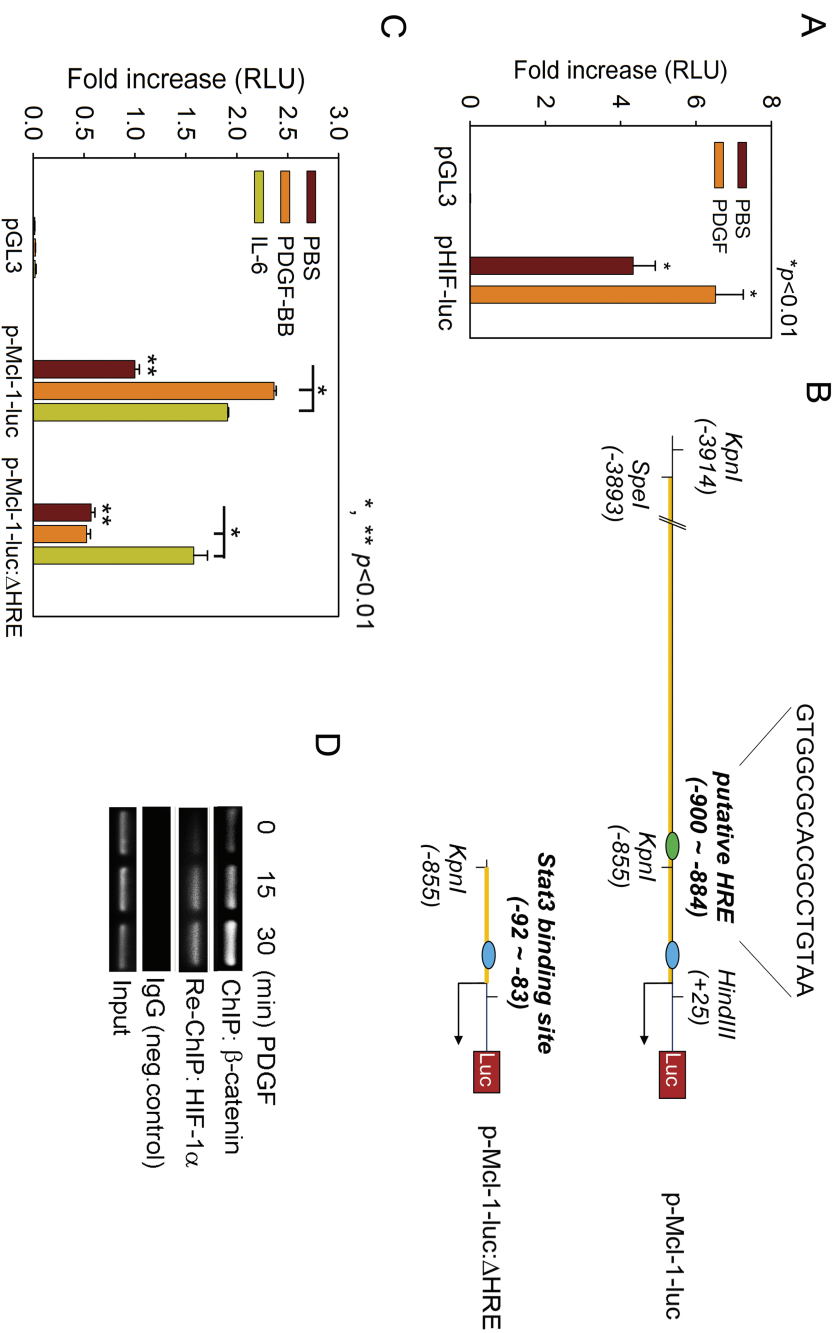 A
Fold increase (RLU)
8
6
4
2
0
PBS
PDGF
*p<0.01
*
*
pGL3
pHIF-luc
B
GTGGCGCACGCCTGTAA
KpnI
(-3914)
SpeI
(-3893)
putative HRE
(-900 ~ -884)
KpnI
(-855)
HindIII
(+25)
Luc
p-Mcl-1-luc
Stat3 binding site
(-92 ~ -83)
KpnI
(-855)
Luc
p-Mcl-1-luc:ΔHRE
C
Fold increase (RLU)
3.0
2.5
2.0
1.5
1.0
0.5
0.0
PBS
PDGF-BB
IL-6
*, ** p<0.01
*
**
*
**
pGL3
p-Mcl-1-luc
p-Mcl-1-luc:ΔHRE
D
0 15 30 (min) PDGF
ChIP: β-catenin
Re-ChIP: HIF-1α
IgG (neg.control)
Input